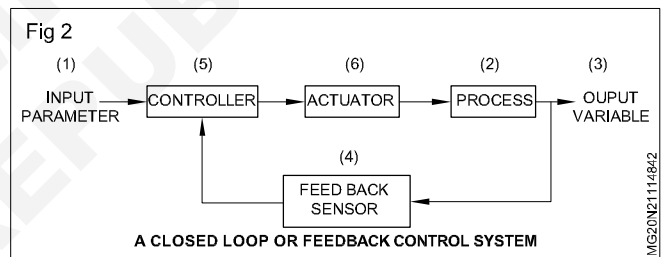 Fig 2
(1) (5) (6) (2) (3)
INPUT PARAMETER CONTROLLER ACTUATOR PROCESS OUPUT VARIABLE
(4)
FEED BACK
SENSOR
A CLOSED LOOP OR FEEDBACK CONTROL SYSTEM
MG20N21114842